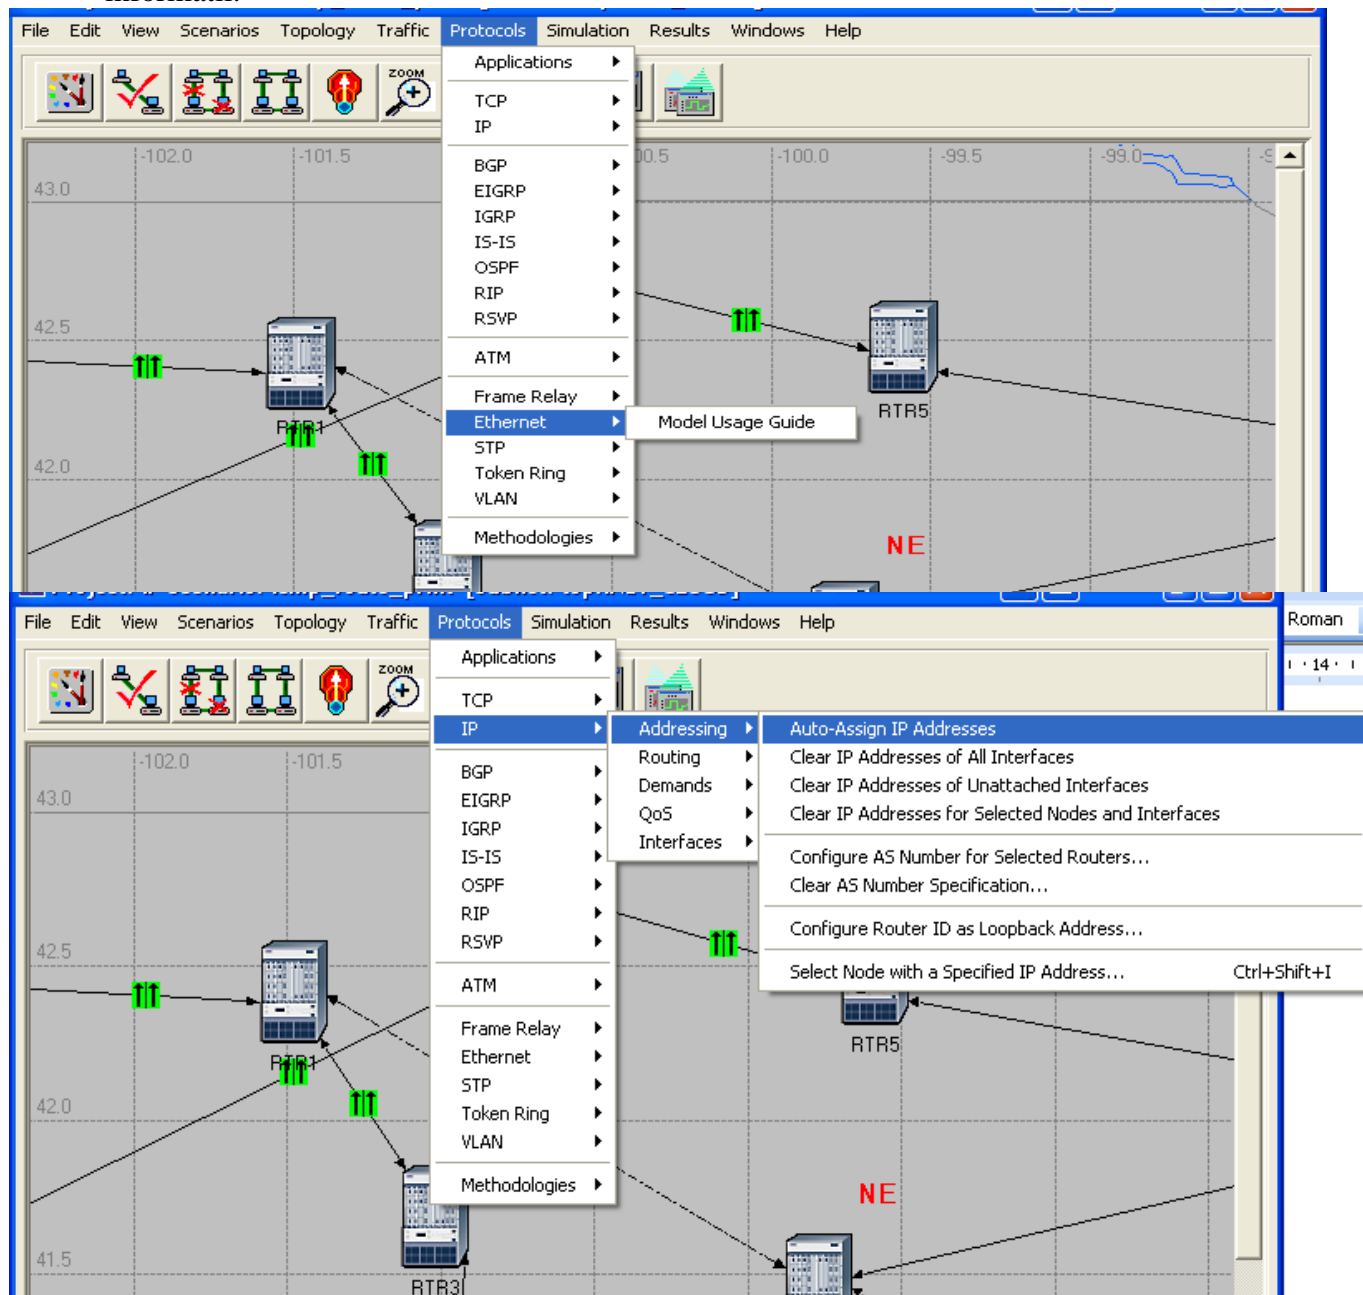 File Edit View Scenarios Topology Traffic Protocols Simulation Results Windows Help
Applications
ZOOM
TCP
IP
-102.0 -101.5 00.5 -100.0 -99.5 -99.0
BGP
43.0
EIGRP
IGRP
IS-IS
OSPF
RIP
RSVP
42.5
ATM
Frame Relay
RTR5
Ethernet Model Usage Guide
RTR1
STP
42.0
Token Ring
VLAN
Methodologies
NE
File Edit View Scenarios Topology Traffic Protocols Simulation Results Windows Help
Roman
Applications
14
ZOOM
TCP
IP Addressing Auto-Assign IP Addresses
Routing Clear IP Addresses of All Interfaces
-102.0 -101.5
BGP
Demands Clear IP Addresses of Unattached Interfaces
43.0
EIGRP
QoS Clear IP Addresses for Selected Nodes and Interfaces
IGRP
Interfaces
IS-IS
Configure AS Number for Selected Routers...
OSPF
Clear AS Number Specification...
RIP
Configure Router ID as Loopback Address...
RSVP
42.5
Select Node with a Specified IP Address... Ctrl+Shift+I
ATM
Frame Relay
RTR5
Ethernet
RTR1
STP
42.0
Token Ring
VLAN
Methodologies
NE
41.5
RTR3